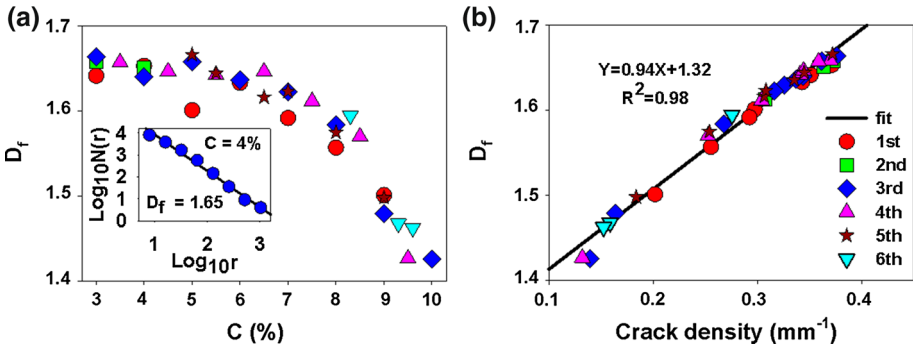 (a)
1.7
1.6
1.5
1.4
D_f
3 4 5 6 7 8 9 10
C (%)
4
3
2
1
0
Log10N(r)
C = 4%
D_f = 1.65
1 2 3
Log10r
(b)
1.7
1.6
1.5
1.4
D_f
Y=0.94X+1.32
R²=0.98
fit
1st
2nd
3rd
4th
5th
6th
0.1 0.2 0.3 0.4
Crack density (mm⁻¹)